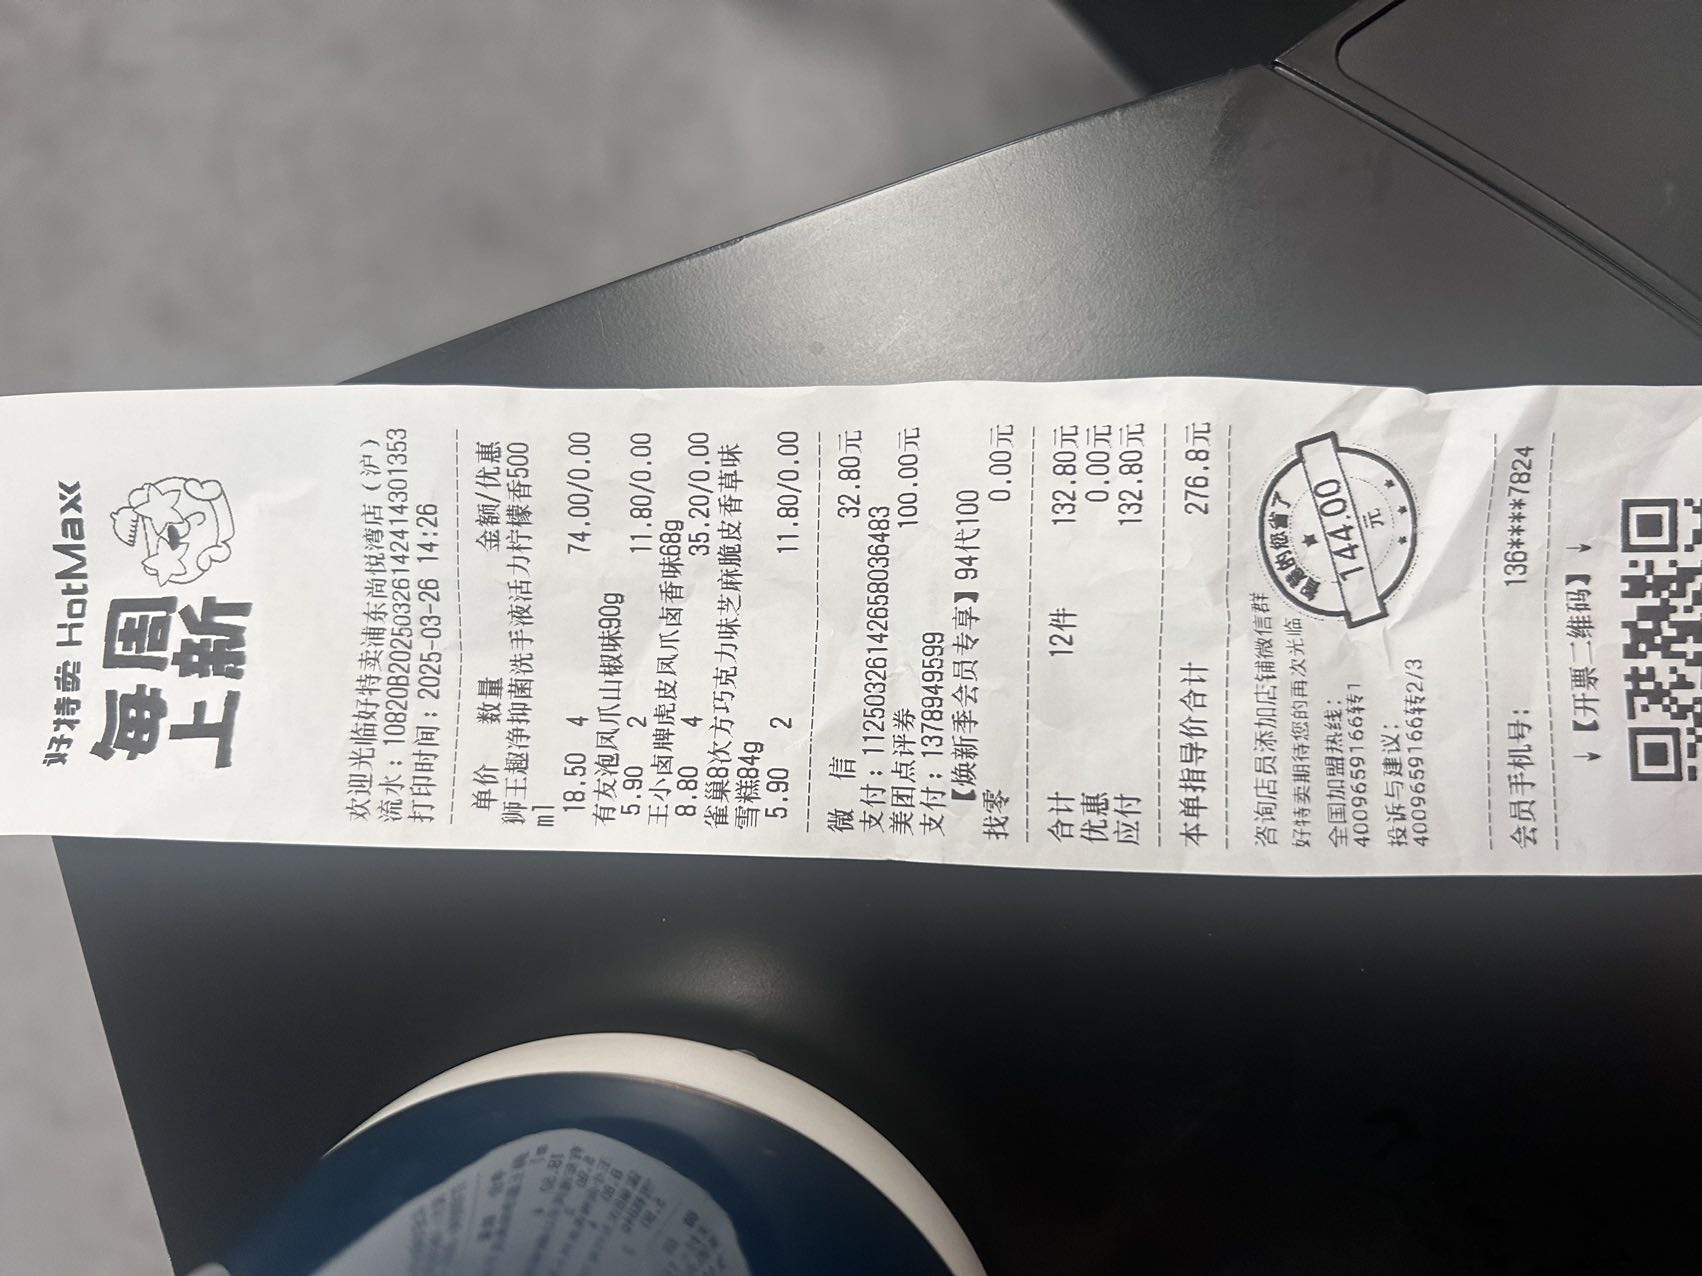 好特卖 HotMaxx
每周
上新
欢迎光临好特卖浦东尚悦湾店(沪)
流水:10820B2025032614241430 1353
打印时间:2025-03-26 14:26
单价 数量 金额/优惠
狮王趣净抑菌洗手液活力柠檬香500
ml
18.50 4 74.00/0.00
有友泡凤爪山椒味90g
5.90 2 11.80/0.00
王小卤牌虎皮凤爪卤香味68g
8.80 4 35.20/0.00
雀巢8次方巧克力味芝麻脆皮香草味
雪糕84g
5.90 2 11.80/0.00
微 信 32.80元
支付:112503261426580364 83
美团点评券 100.00元
支付:1378949599
【焕新季会员专享】94代100
找零 0.00元
合计 12件 132.80元
优惠 0.00元
应付 132.80元
本单指导价合计 276.8元
咨询店员添加店铺微信群
好特卖期待您的再次光临
全国加盟热线:
4009659166转1
投诉与建议:
4009659166转2/3
的您省了
144.00
元
会员手机号: 136****7824
【开票二维码】